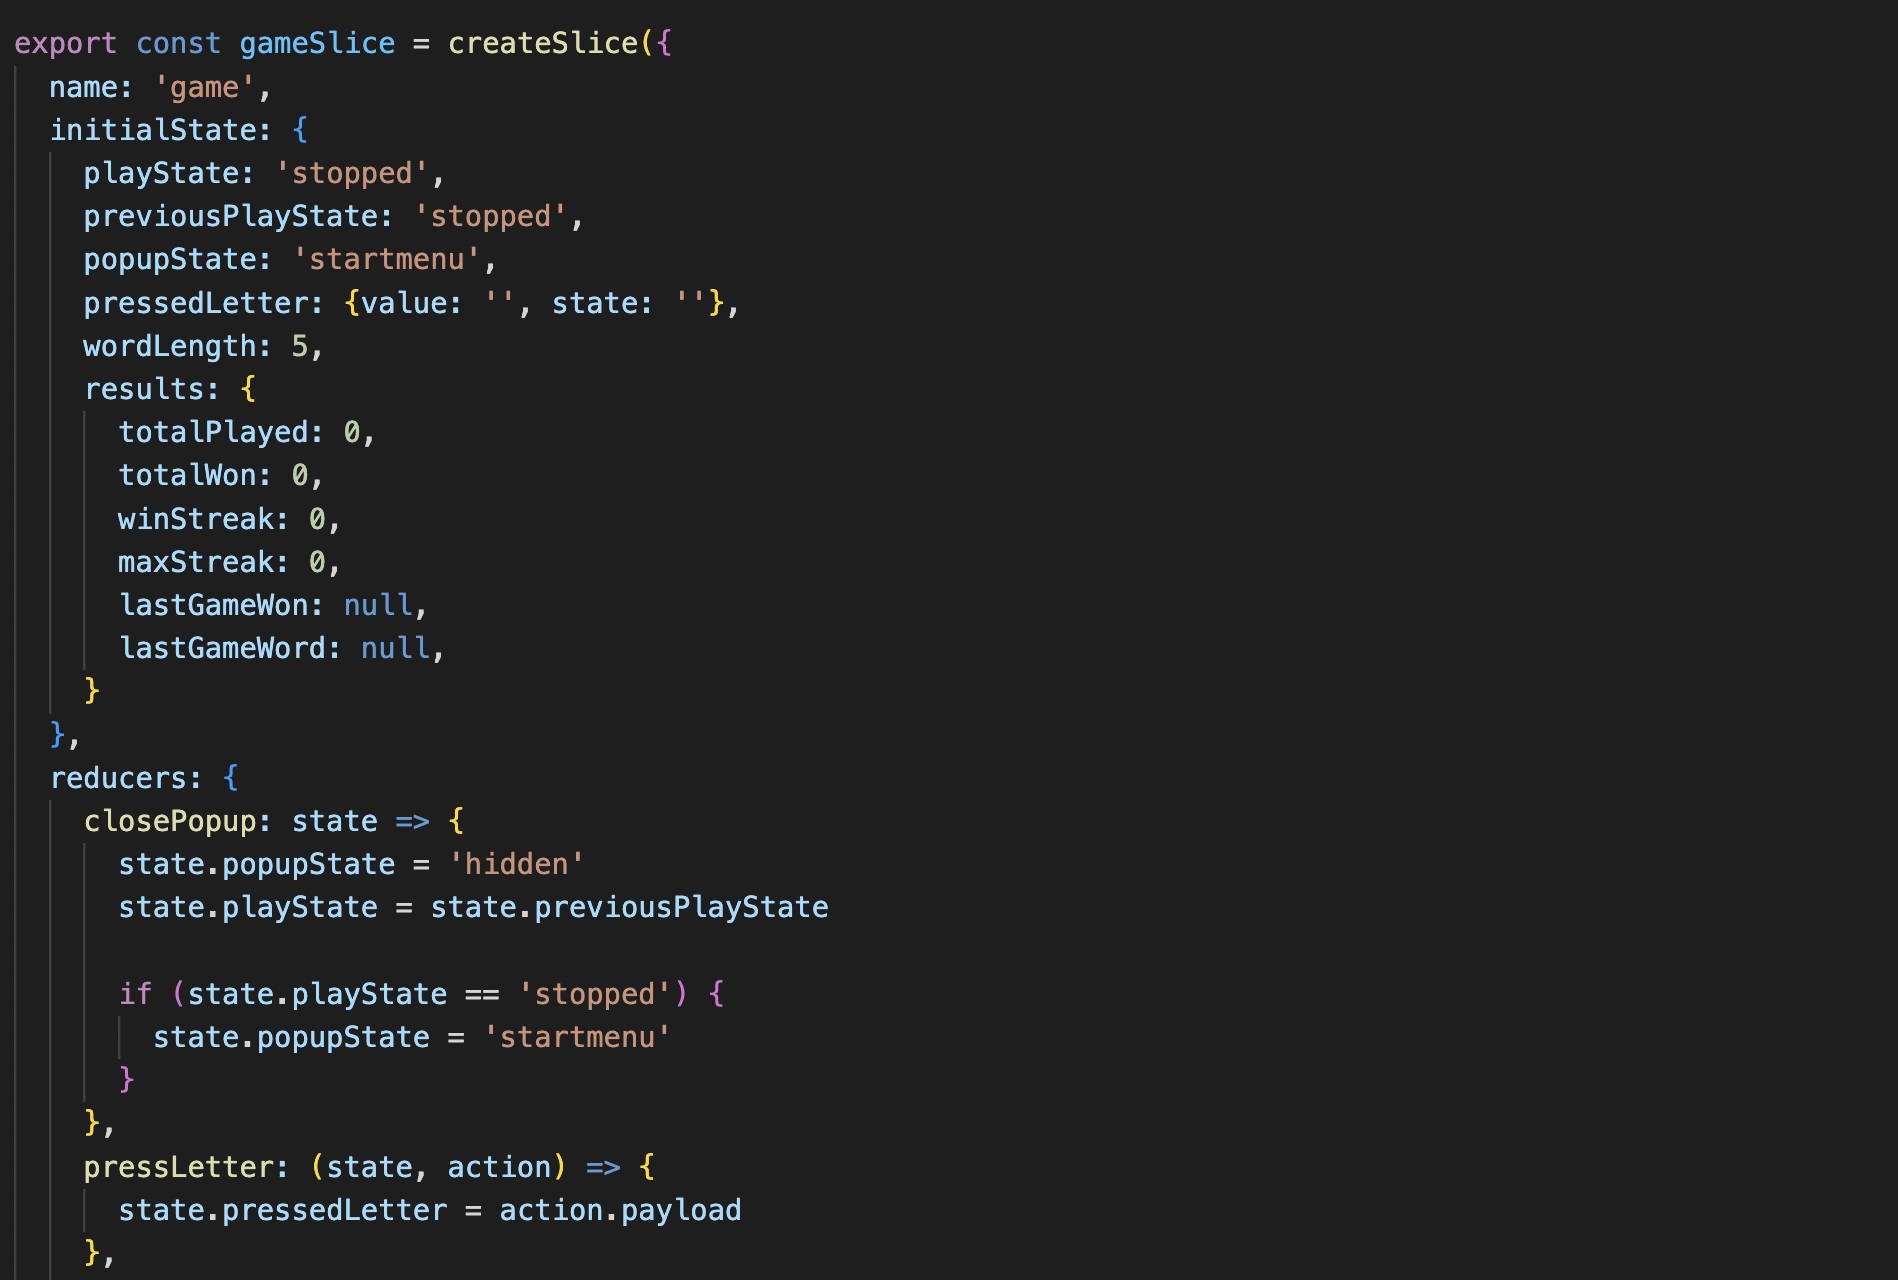 export const gameSlice = createSlice({
  name: 'game',
  initialState: {
    playState: 'stopped',
    previousPlayState: 'stopped',
    popupState: 'startmenu',
    pressedLetter: {value: '', state: ''},
    wordLength: 5,
    results: {
      totalPlayed: 0,
      totalWon: 0,
      winStreak: 0,
      maxStreak: 0,
      lastGameWon: null,
      lastGameWord: null,
    }
  },
  reducers: {
    closePopup: state => {
      state.popupState = 'hidden'
      state.playState = state.previousPlayState

      if (state.playState == 'stopped') {
        state.popupState = 'startmenu'
      }
    },
    pressLetter: (state, action) => {
      state.pressedLetter = action.payload
    },